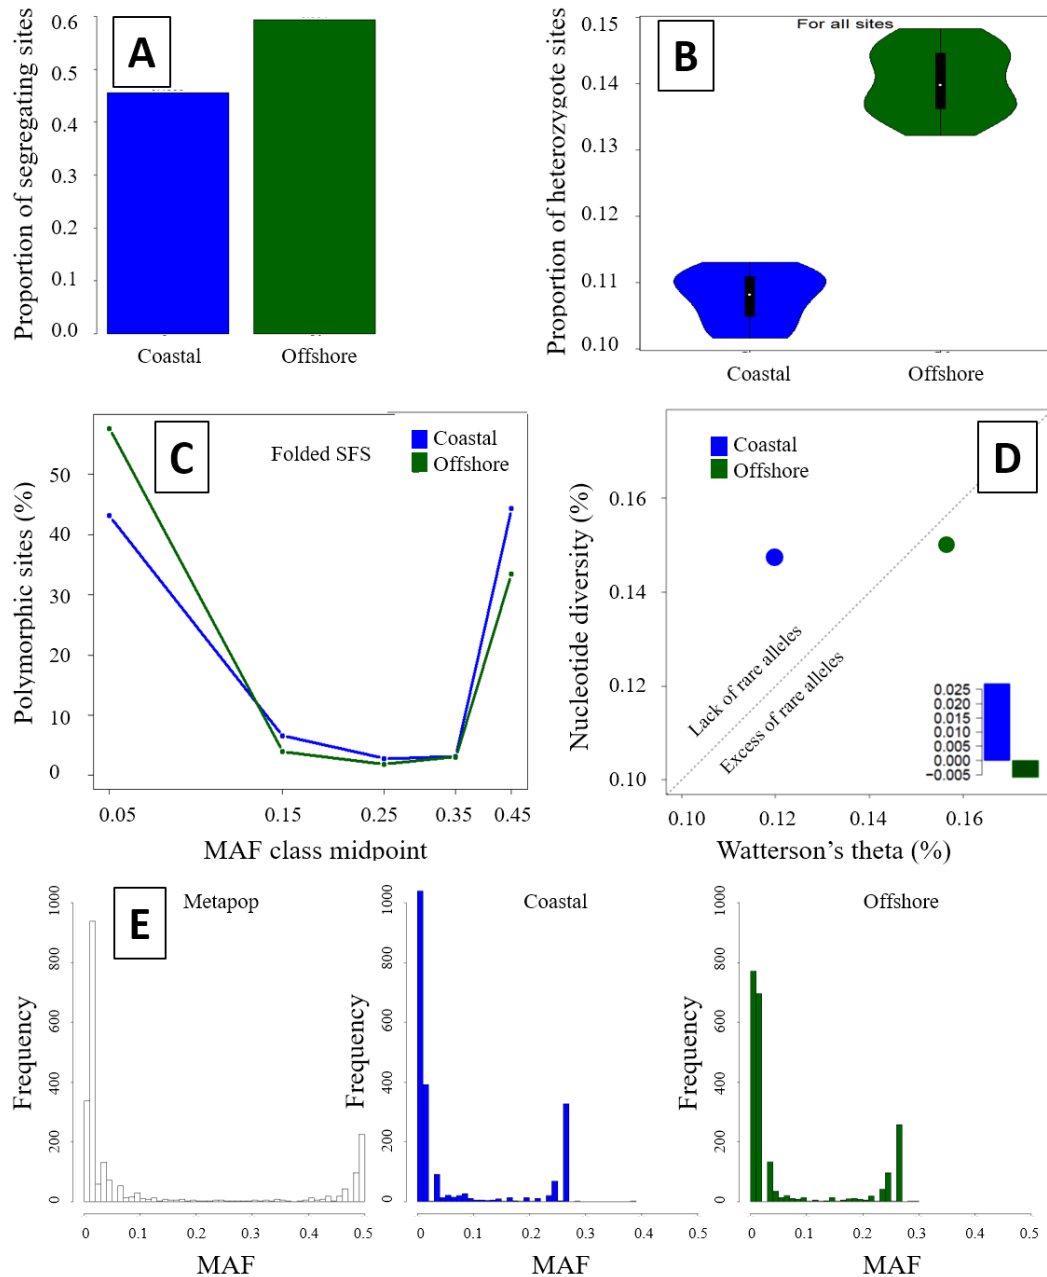 A
Proportion of segregating sites
0.6
0.5
0.4
0.3
0.2
0.1
0.0
Coastal Offshore
B
For all sites
Proportion of heterozygote sites
0.15
0.14
0.13
0.12
0.11
0.10
Coastal Offshore
C
Folded SFS
Coastal
Offshore
Polymorphic sites (%)
50
40
30
20
10
0
0.05 0.15 0.25 0.35 0.45
MAF class midpoint
D
Coastal
Offshore
Nucleotide diversity (%)
0.16
0.14
0.12
0.10
Lack of rare alleles
Excess of rare alleles
0.025
0.015
0.005
0.000
−0.005
0.10 0.12 0.14 0.16
Watterson’s theta (%)
E
Metapop
Frequency
1000
800
600
400
200
0
0 0.1 0.2 0.3 0.4 0.5
MAF
Coastal
Frequency
1000
800
600
400
200
0
0 0.1 0.2 0.3 0.4 0.5
MAF
Offshore
Frequency
1000
800
600
400
200
0
0 0.1 0.2 0.3 0.4 0.5
MAF